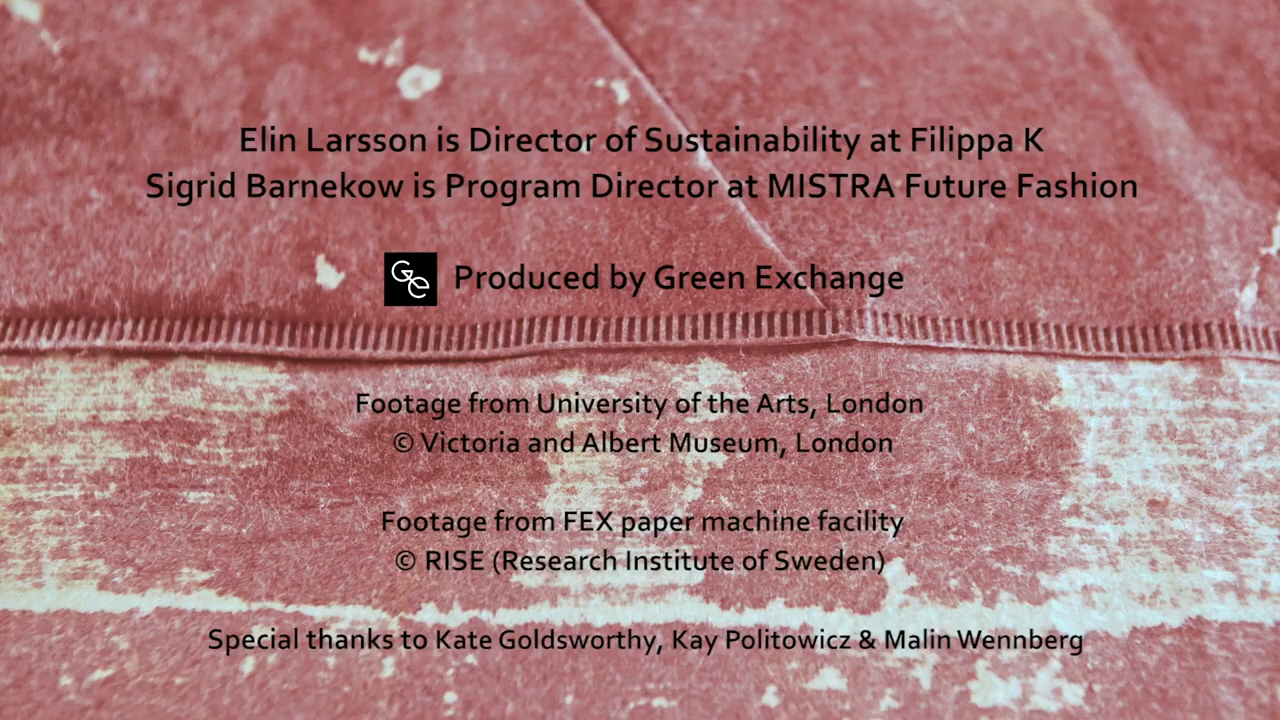 Elin Larsson is Director of Sustainability at Filippa K
Sigrid Barnekow is Program Director at MISTRA Future Fashion
Ge Produced by Green Exchange
Footage from University of the Arts, London
© Victoria and Albert Museum, London
Footage from FEX paper machine facility
© RISE (Research Institute of Sweden)
Special thanks to Kate Goldsworthy, Kay Politowicz & Malin Wennberg